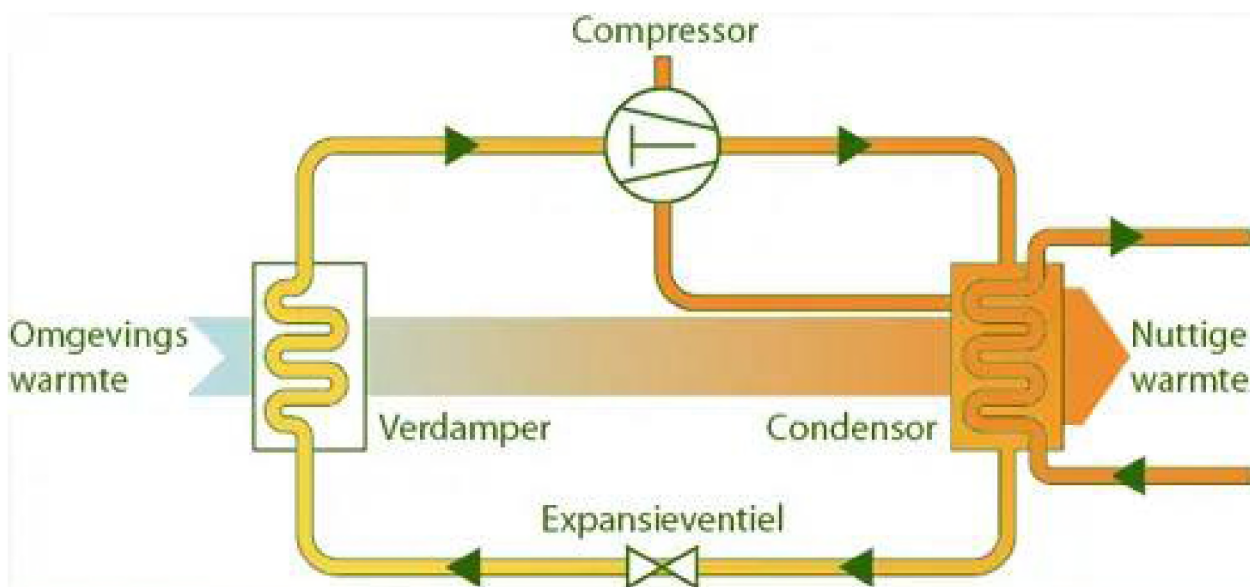 Compressor
Omgevings
warmte
Nuttige
warmte
Verdamper
Condensor
Expansieventiel